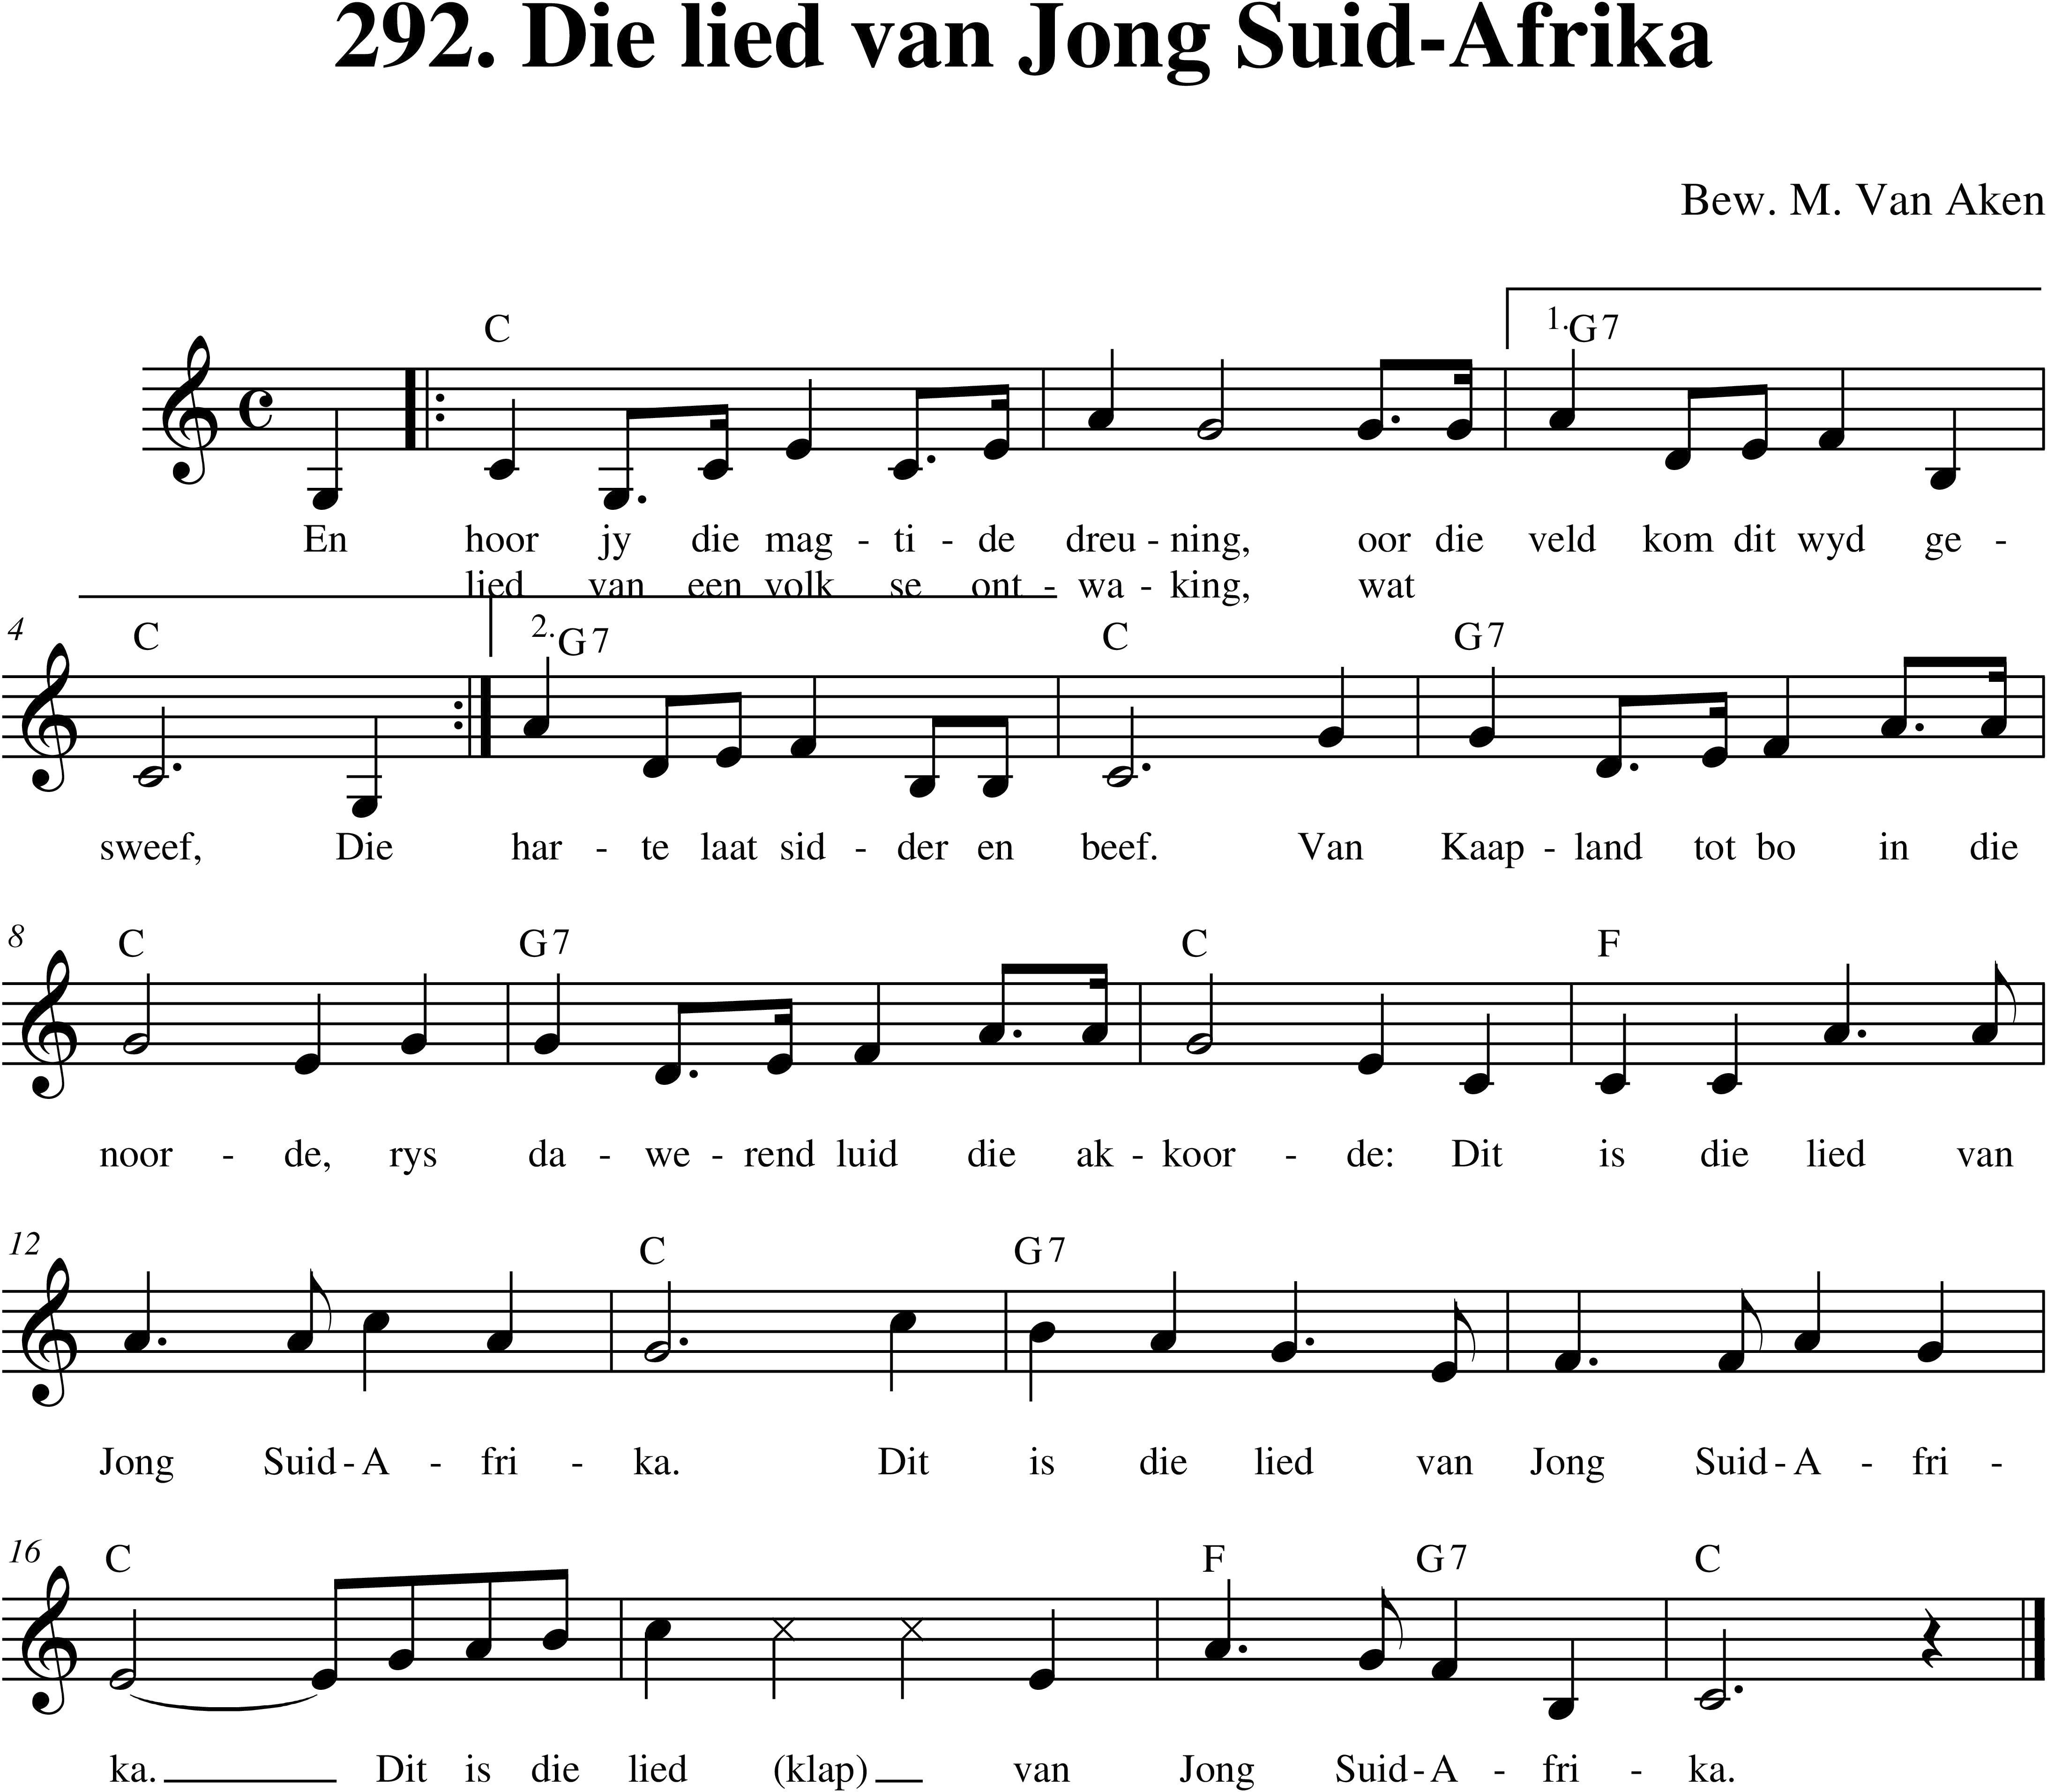 292. Die lied van Jong Suid-Afrika
Bew. M. Van Aken
C 1. G7
En hoor jy die mag - ti - de dreu - ning, oor die veld kom dit wyd ge -
lied van een volk se ont - wa - king, wat
4 C 2. G7 C G7
sweef, Die har - te laat sid - der en beef. Van Kaap - land tot bo in die
8 C G7 C F
noor - de, rys da - we - rend luid die ak - koor - de: Dit is die lied van
12 C G7
Jong Suid - A - fri - ka. Dit is die lied van Jong Suid - A - fri -
16 C F G7 C
ka. Dit is die lied (klap) van Jong Suid - A - fri - ka.